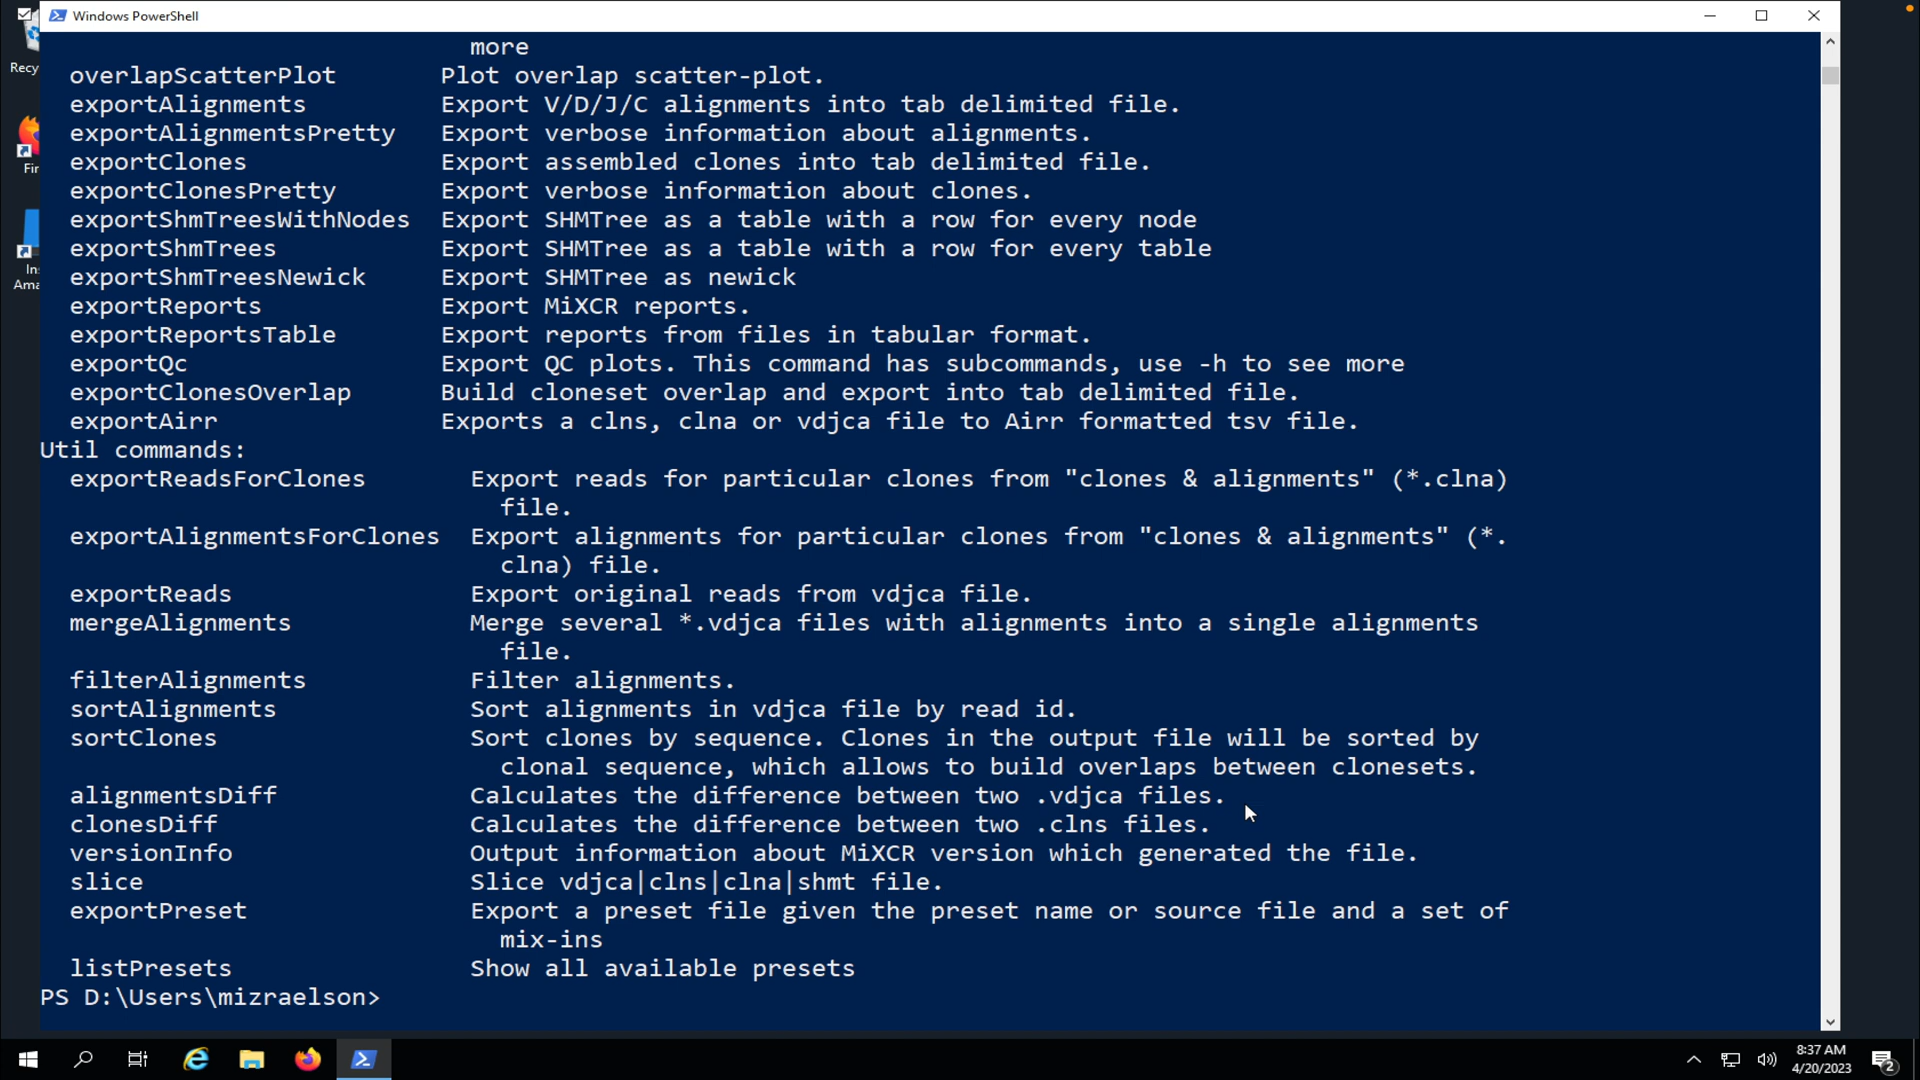 Windows PowerShell
more
overlapScatterPlot Plot overlap scatter-plot.
exportAlignments Export V/D/J/C alignments into tab delimited file.
exportAlignmentsPretty Export verbose information about alignments.
exportClones Export assembled clones into tab delimited file.
exportClonesPretty Export verbose information about clones.
exportShmTreesWithNodes Export SHMTree as a table with a row for every node
exportShmTrees Export SHMTree as a table with a row for every table
exportShmTreesNewick Export SHMTree as newick
exportReports Export MiXCR reports.
exportReportsTable Export reports from files in tabular format.
exportQc Export QC plots. This command has subcommands, use -h to see more
exportClonesOverlap Build cloneset overlap and export into tab delimited file.
exportAirr Exports a clns, clna or vdjca file to Airr formatted tsv file.
Util commands:
exportReadsForClones Export reads for particular clones from "clones & alignments" (*.clna)
file.
exportAlignmentsForClones Export alignments for particular clones from "clones & alignments" (*.
clna) file.
exportReads Export original reads from vdjca file.
mergeAlignments Merge several *.vdjca files with alignments into a single alignments
file.
filterAlignments Filter alignments.
sortAlignments Sort alignments in vdjca file by read id.
sortClones Sort clones by sequence. Clones in the output file will be sorted by
clonal sequence, which allows to build overlaps between clonesets.
alignmentsDiff Calculates the difference between two .vdjca files.
clonesDiff Calculates the difference between two .clns files.
versionInfo Output information about MiXCR version which generated the file.
slice Slice vdjca|clns|clna|shmt file.
exportPreset Export a preset file given the preset name or source file and a set of
mix-ins
listPresets Show all available presets
PS D:\Users\mizraelson>
Recy
Fir
Ins
Ama
8:37 AM
4/20/2023
2